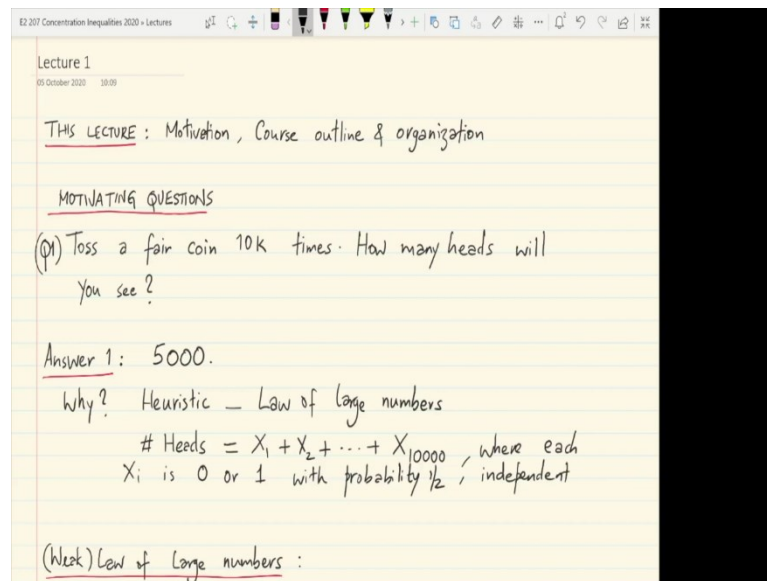 E2 207 Concentration Inequalities 2020 » Lectures
Lecture 1
05 October 2020 10:09
THIS LECTURE : Motivation, Course outline & organization
MOTIVATING QUESTIONS
(Q1) Toss a fair coin 10K times. How many heads will
you see ?
Answer 1 : 5000.
Why? Heuristic – Law of large numbers
# Heads = X₁ + X₂ + ··· + X₁₀₀₀₀, where each
Xᵢ is 0 or 1 with probability ½, independent
(Weak) Law of Large numbers :